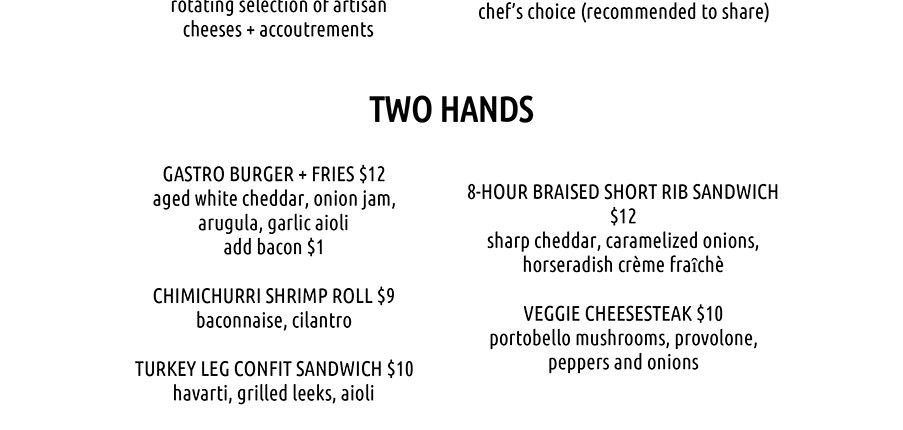 rotating selection of artisan
cheeses + accoutrements
chef's choice (recommended to share)
TWO HANDS
GASTRO BURGER + FRIES $12
aged white cheddar, onion jam,
arugula, garlic aioli
add bacon $1
CHIMICHURRI SHRIMP ROLL $9
baconnaise, cilantro
TURKEY LEG CONFIT SANDWICH $10
havarti, grilled leeks, aioli
8-HOUR BRAISED SHORT RIB SANDWICH
$12
sharp cheddar, caramelized onions,
horseradish crème fraîchè
VEGGIE CHEESESTEAK $10
portobello mushrooms, provolone,
peppers and onions